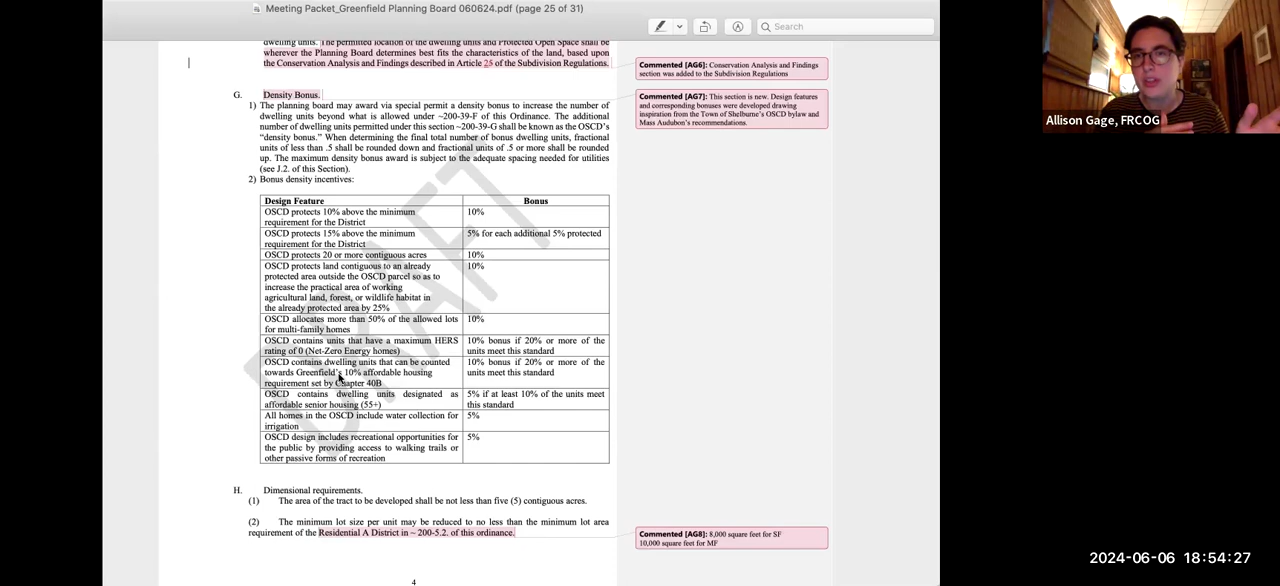 Meeting Packet_Greenfield Planning Board 060624.pdf (page 25 of 31)
Search
dwelling units. The permitted location of the dwelling units and Protected Open Space shall be
wherever the Planning Board determines best fits the characteristics of the land, based upon
the Conservation Analysis and Findings described in Article 25 of the Subdivision Regulations.
Commented [AG6]: Conservation Analysis and Findings
section was added to the Subdivision Regulations
G. Density Bonus.
Commented [AG7]: This section is new. Design features
and corresponding bonuses were developed drawing
inspiration from the Town of Shelburne's OSCD bylaw and
Mass Audubon's recommendations.
1) The planning board may award via special permit a density bonus to increase the number of
dwelling units beyond what is allowed under ~200-39-F of this Ordinance. The additional
number of dwelling units permitted under this section ~200-39-G shall be known as the OSCD's
"density bonus." When determining the final total number of bonus dwelling units, fractional
units of less than .5 shall be rounded down and fractional units of .5 or more shall be rounded
up. The maximum density bonus award is subject to the adequate spacing needed for utilities
(see J.2. of this Section).
2) Bonus density incentives:
Design Feature Bonus
OSCD protects 10% above the minimum 10%
requirement for the District
OSCD protects 15% above the minimum 5% for each additional 5% protected
requirement for the District
OSCD protects 20 or more contiguous acres 10%
OSCD protects land contiguous to an already 10%
protected area outside the OSCD parcel so as to
increase the practical area of working
agricultural land, forest, or wildlife habitat in
the already protected area by 25%
OSCD allocates more than 50% of the allowed lots 10%
for multi-family homes
OSCD contains units that have a maximum HERS 10% bonus if 20% or more of the
rating of 0 (Net-Zero Energy homes) units meet this standard
OSCD contains dwelling units that can be counted 10% bonus if 20% or more of the
towards Greenfield's 10% affordable housing units meet this standard
requirement set by Chapter 40B
OSCD contains dwelling units designated as 5% if at least 10% of the units meet
affordable senior housing (55+) this standard
All homes in the OSCD include water collection for 5%
irrigation
OSCD design includes recreational opportunities for 5%
the public by providing access to walking trails or
other passive forms of recreation
DRAFT
H. Dimensional requirements.
(1) The area of the tract to be developed shall be not less than five (5) contiguous acres.
(2) The minimum lot size per unit may be reduced to no less than the minimum lot area
requirement of the Residential A District in ~ 200-5.2. of this ordinance.
Commented [AG8]: 8,000 square feet for SF
10,000 square feet for MF
4
Allison Gage, FRCOG
2024-06-06 18:54:27